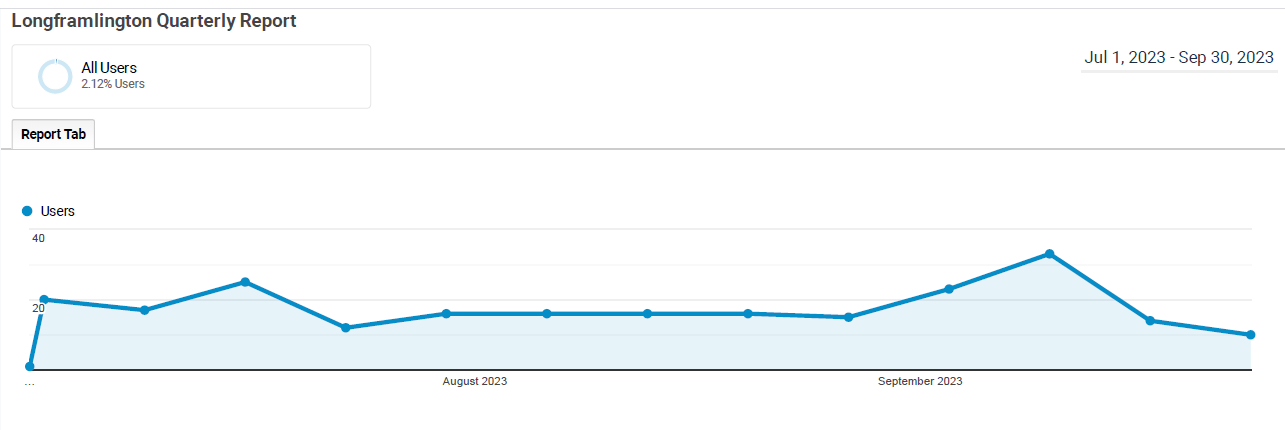 Longframlington Quarterly Report
All Users
2.12% Users
Jul 1, 2023 - Sep 30, 2023
Report Tab
Users
40
20
...
August 2023
September 2023